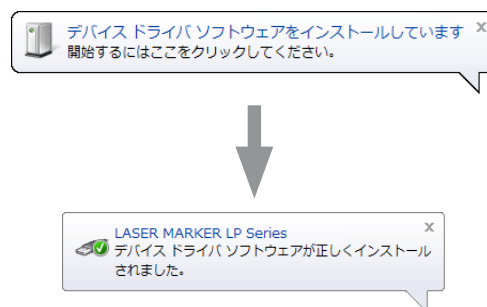 デバイス ドライバ ソフトウェアをインストールしています
開始するにはここをクリックしてください。
LASER MARKER LP Series
デバイス ドライバ ソフトウェアが正しくインストール
されました。